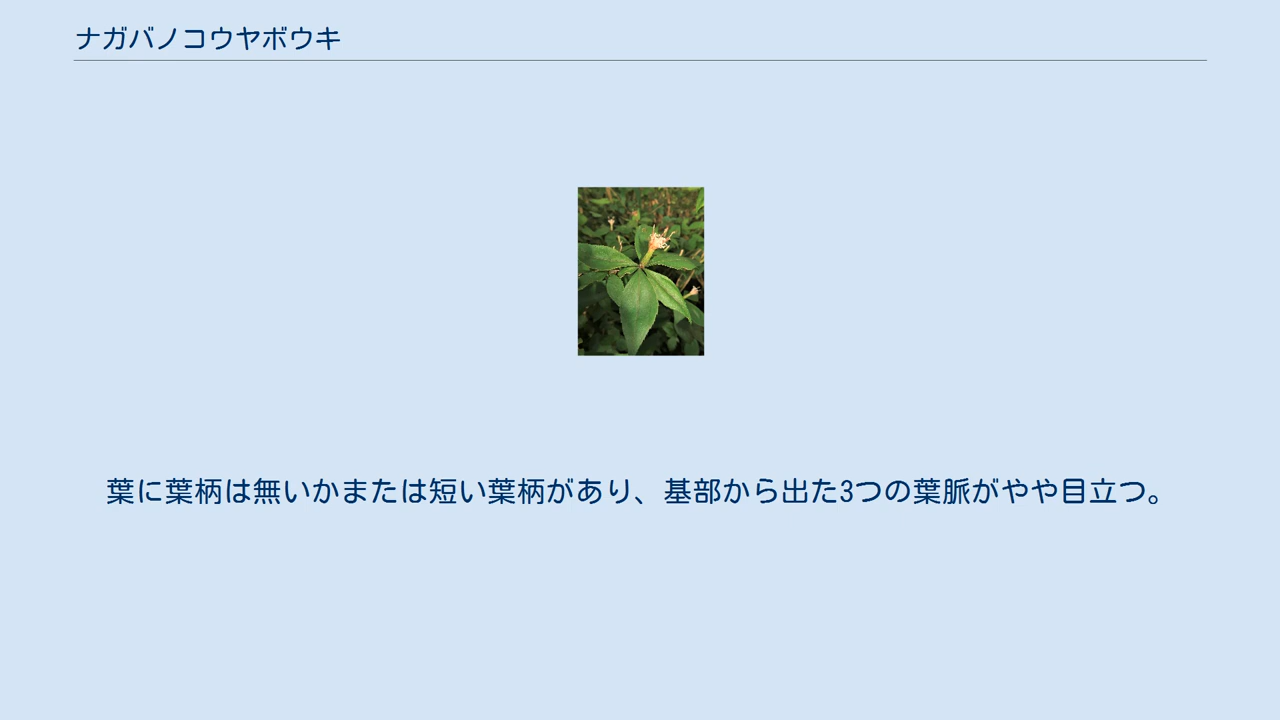 ナガバノコウヤボウキ
葉に葉柄は無いかまたは短い葉柄があり、基部から出た3つの葉脈がやや目立つ。